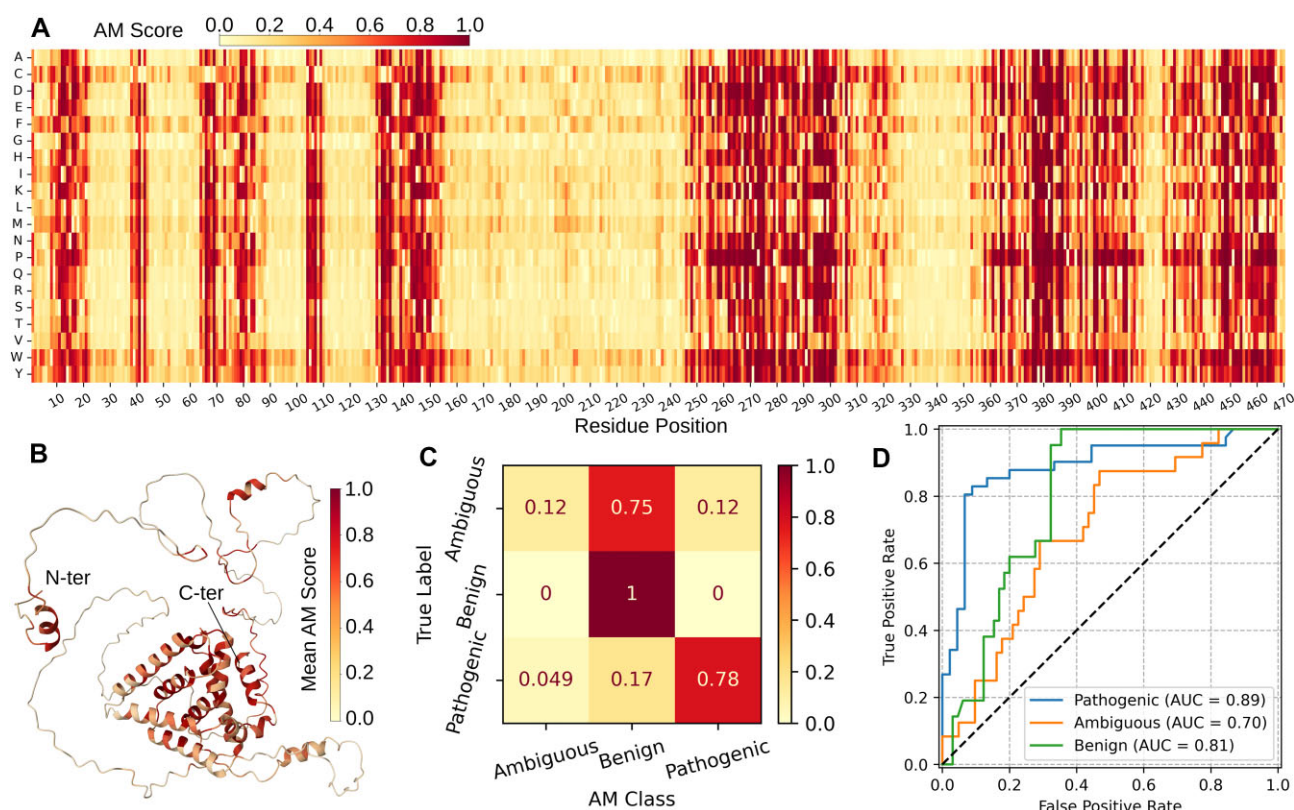 A
AM Score
0.0 0.2 0.4 0.6 0.8 1.0
A
C
D
E
F
G
H
I
K
L
M
N
P
Q
R
S
T
V
W
Y
10 20 30 40 50 60 70 80 90 100 110 120 130 140 150 160 170 180 190 200 210 220 230 240 250 260 270 280 290 300 310 320 330 340 350 360 370 380 390 400 410 420 430 440 450 460 470
Residue Position
B
N-ter
C-ter
Mean AM Score
1.0
0.8
0.6
0.4
0.2
0.0
C
True Label
Ambiguous
Benign
Pathogenic
0.12 0.75 0.12
0 1 0
0.049 0.17 0.78
Ambiguous Benign Pathogenic
AM Class
1.0
0.8
0.6
0.4
0.2
0.0
D
True Positive Rate
1.0
0.8
0.6
0.4
0.2
0.0
Pathogenic (AUC = 0.89)
Ambiguous (AUC = 0.70)
Benign (AUC = 0.81)
0.0 0.2 0.4 0.6 0.8 1.0
False Positive Rate